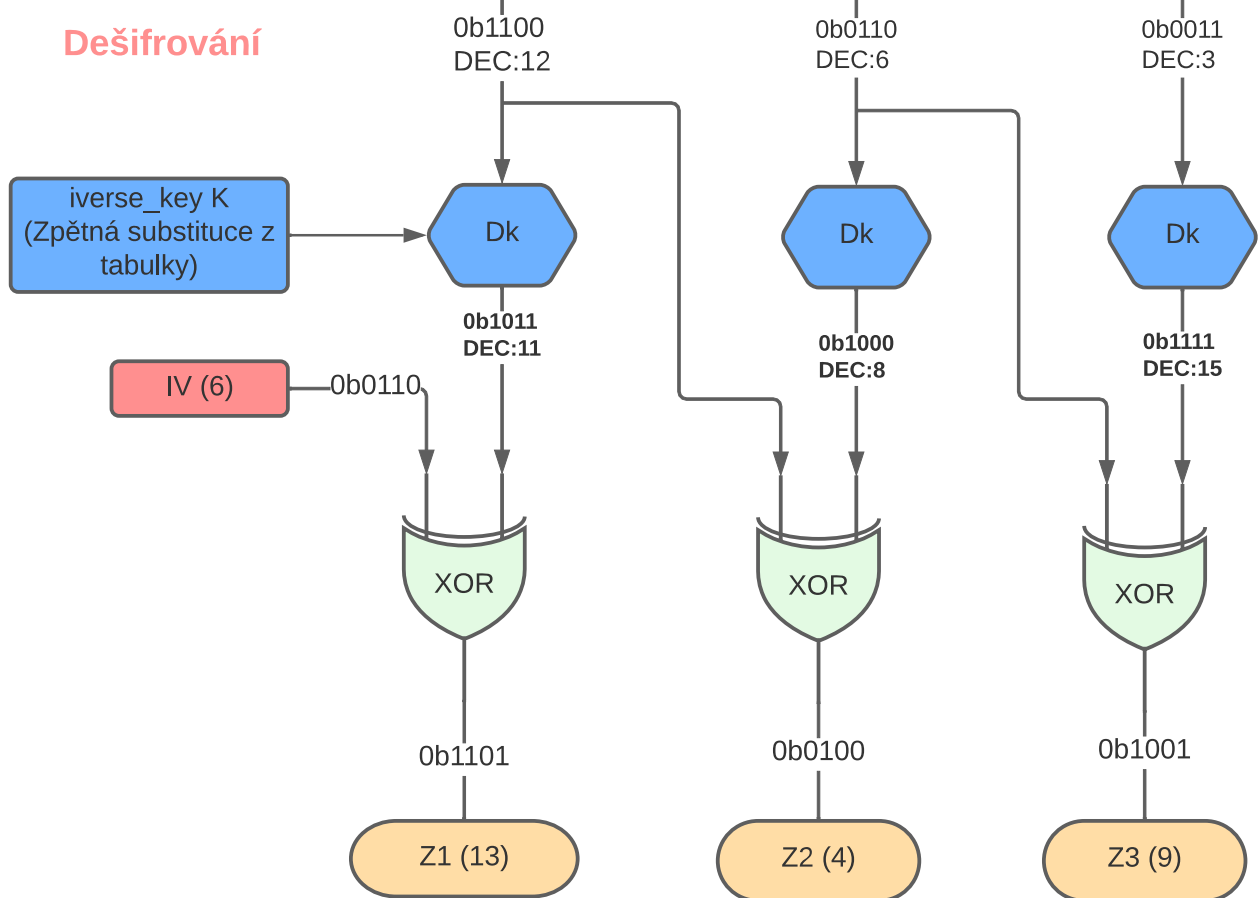 Dešifrování
0b1100
DEC:12
0b0110
DEC:6
0b0011
DEC:3
iverse_key K
(Zpětná substituce z
tabulky)
Dk
Dk
Dk
0b1011
DEC:11
0b1000
DEC:8
0b1111
DEC:15
IV (6)
0b0110
XOR
XOR
XOR
0b1101
0b0100
0b1001
Z1 (13)
Z2 (4)
Z3 (9)